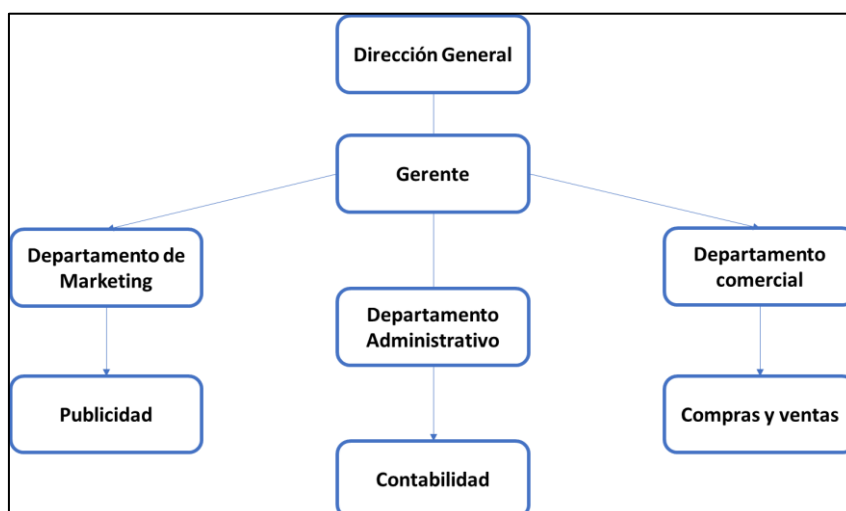 Dirección General
Gerente
Departamento de
Marketing
Departamento
Administrativo
Departamento
comercial
Publicidad
Contabilidad
Compras y ventas